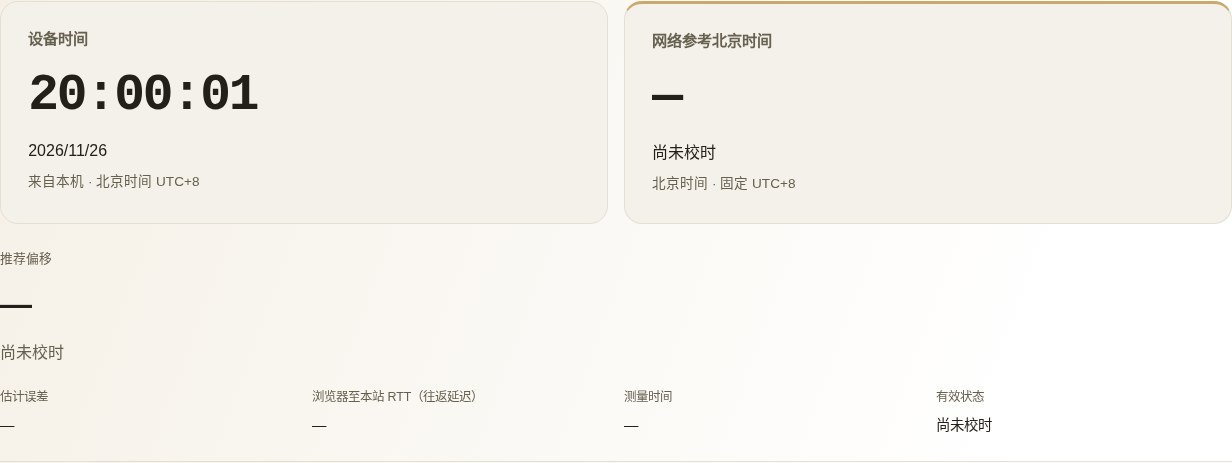 设备时间
20:00:01
2026/11/26
来自本机 · 北京时间 UTC+8
网络参考北京时间
—
尚未校时
北京时间 · 固定 UTC+8
推荐偏移
—
尚未校时
估计误差
—
浏览器至本站 RTT（往返延迟）
—
测量时间
—
有效状态
尚未校时